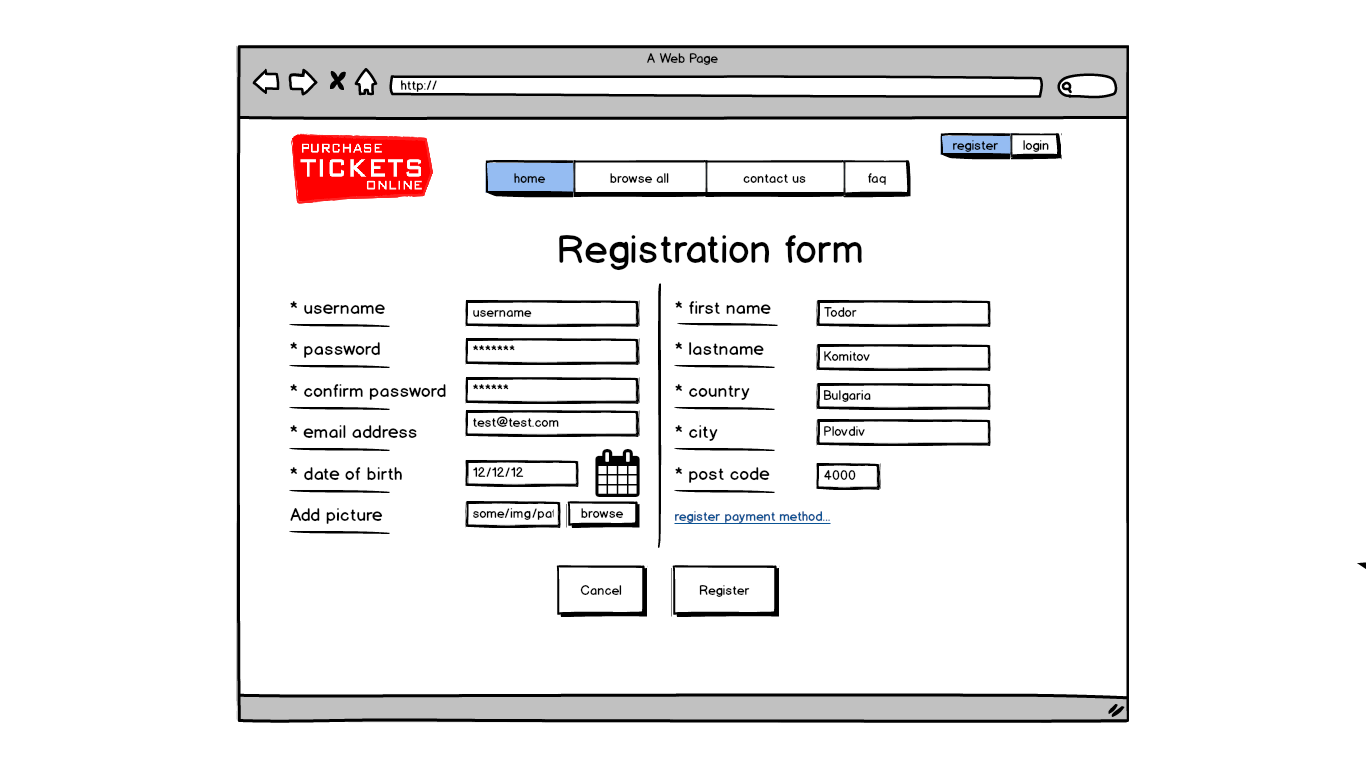 A Web Page
http://
PURCHASE
TICKETS
ONLINE
register login
home browse all contact us faq
Registration form
* username username
* password *******
* confirm password ******
* email address test@test.com
* date of birth 12/12/12
Add picture some/img/pat browse
* first name Todor
* lastname Komitov
* country Bulgaria
* city Plovdiv
* post code 4000
register payment method...
Cancel Register